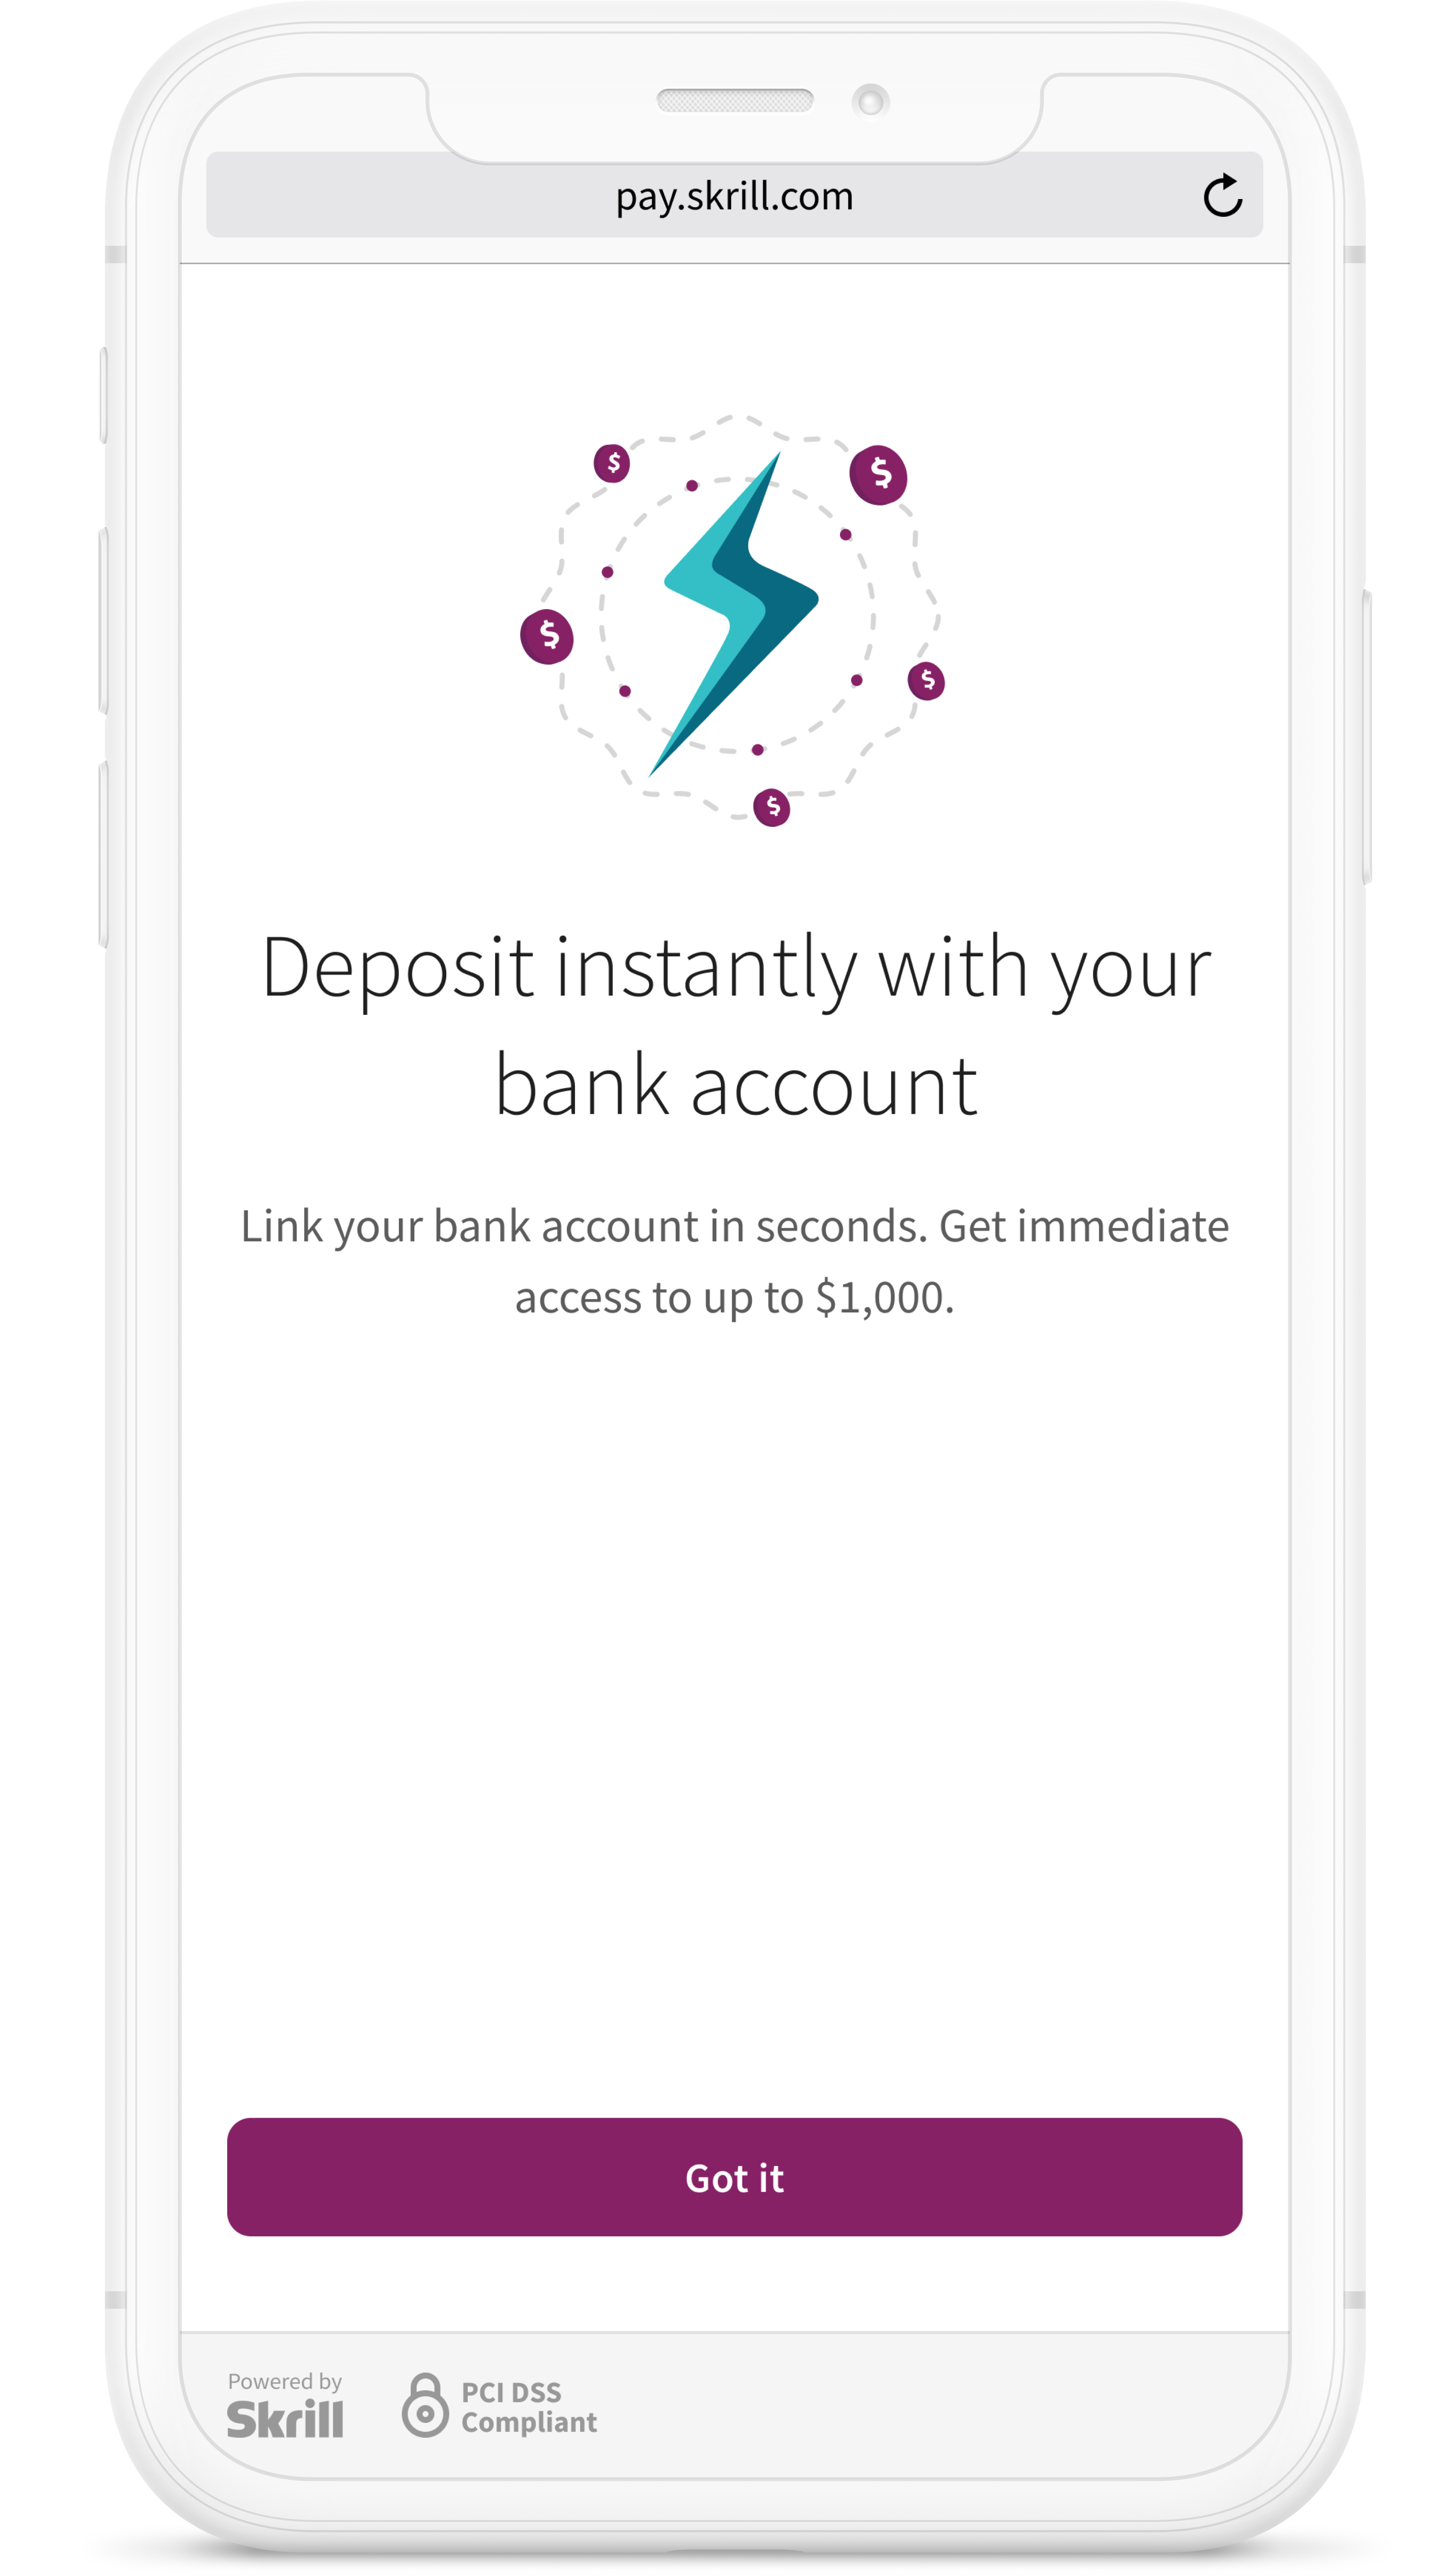 pay.skrill.com
$
$
$
$
$
Deposit instantly with your
bank account
Link your bank account in seconds. Get immediate
access to up to $1,000.
Got it
Powered by
Skrill
PCI DSS
Compliant